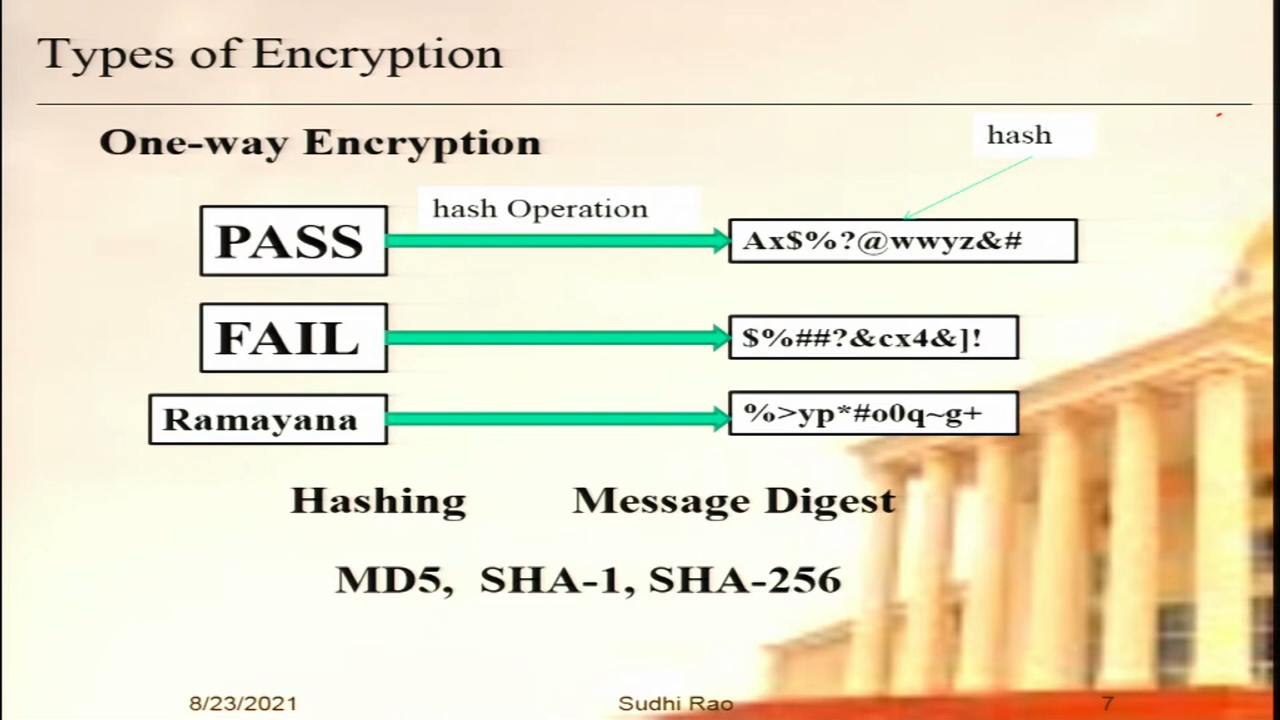 Types of Encryption
One-way Encryption
hash
hash Operation
PASS
Ax$%?@wwyz&#
FAIL
$%##?&cx4&]!
Ramayana
%>yp*#o0q~g+
Hashing Message Digest
MD5, SHA-1, SHA-256
8/23/2021 Sudhi Rao 7